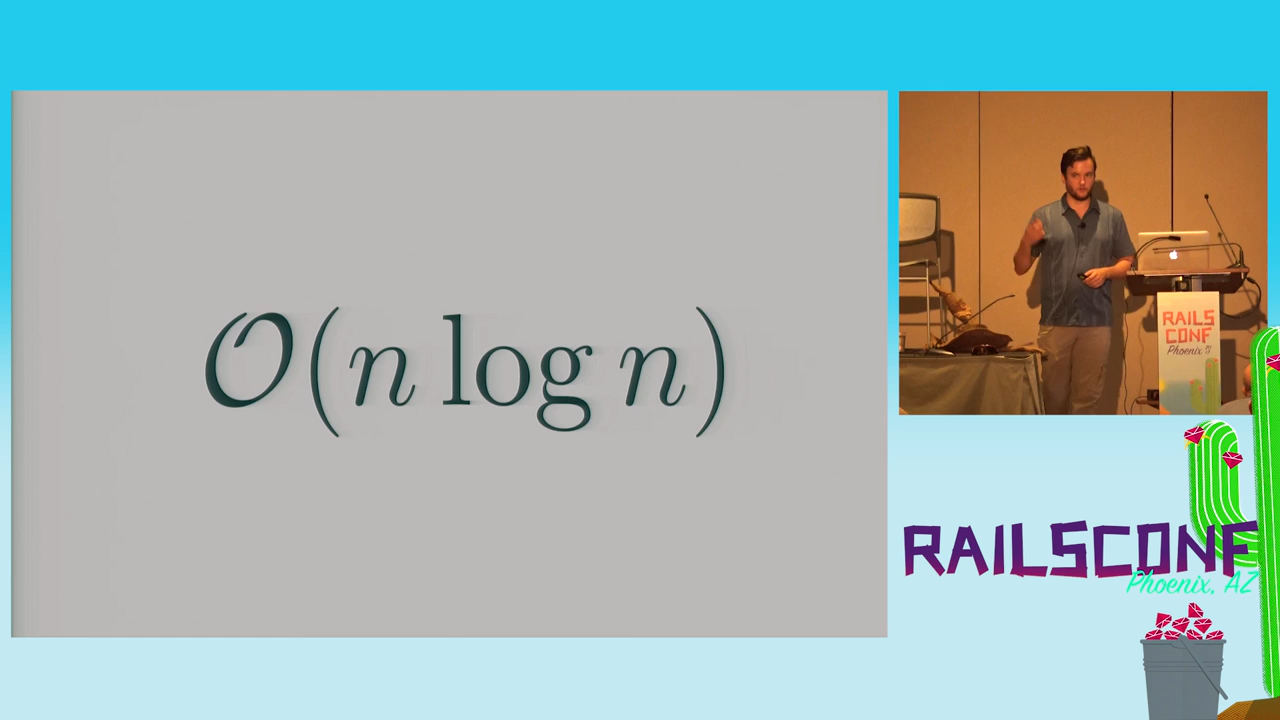 O(n log n)
RAILS
CONF
Phoenix
RAILSCONF
Phoenix, AZ